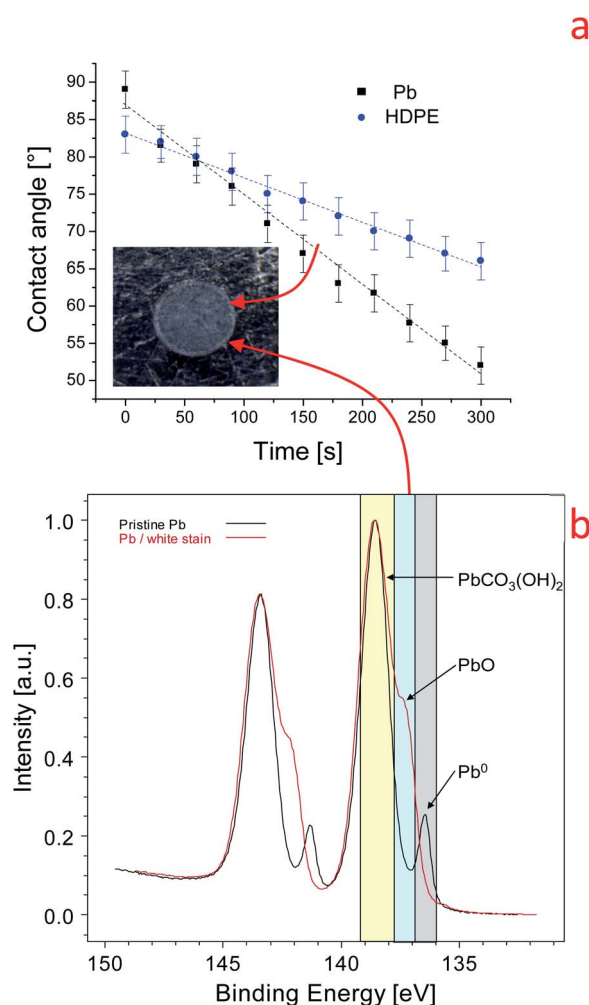 a
90
85
80
75
70
65
60
55
50
Contact angle [°]
Pb
HDPE
0
50
100
150
200
250
300
Time [s]
b
Pristine Pb
Pb / white stain
1.0
0.8
0.6
0.4
0.2
0.0
Intensity [a.u.]
PbCO₃(OH)₂
PbO
Pb⁰
150
145
140
135
Binding Energy [eV]